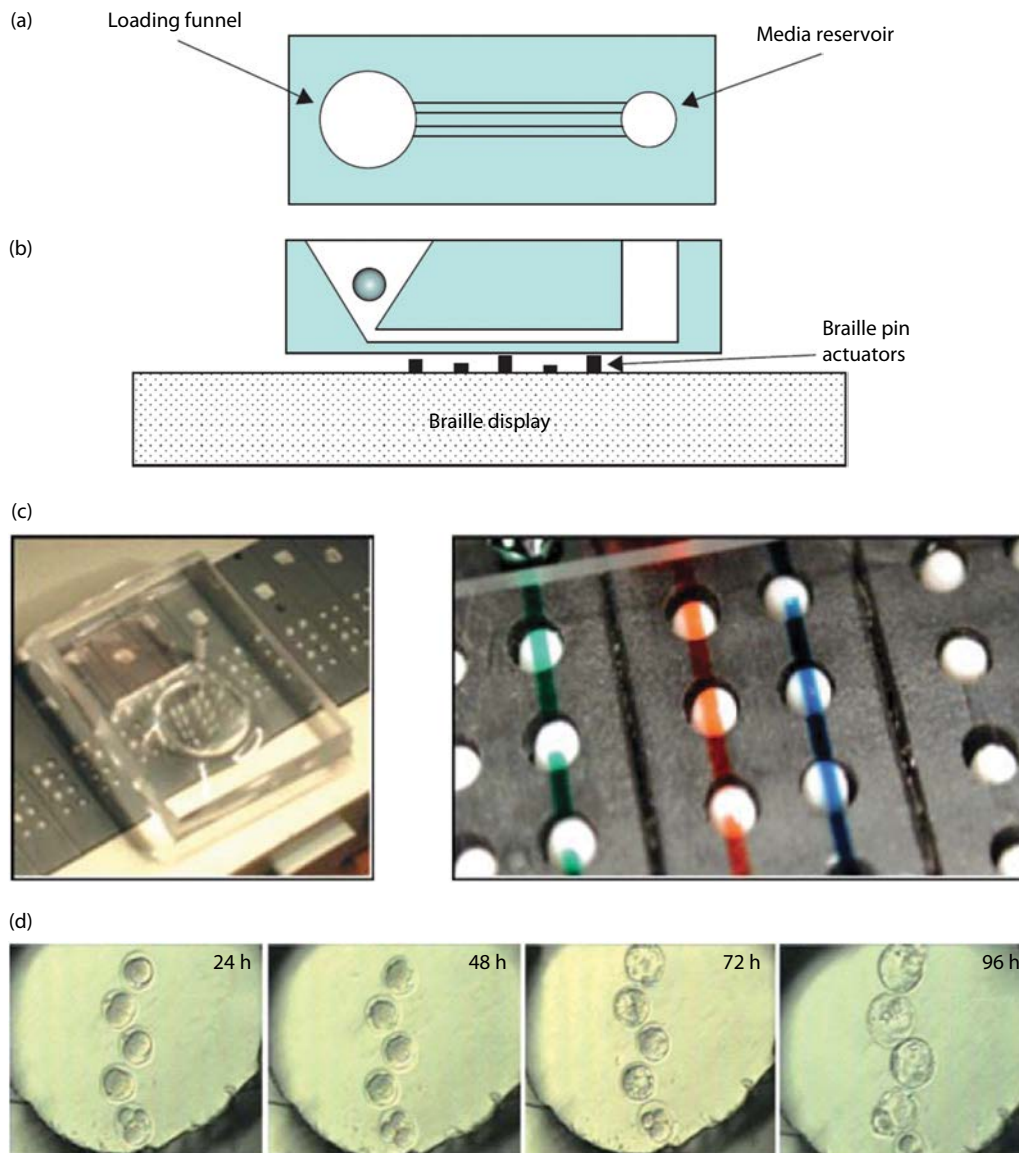 (a)
Loading funnel
Media reservoir
(b)
Braille pin
actuators
Braille display
(c)
(d)
24 h
48 h
72 h
96 h